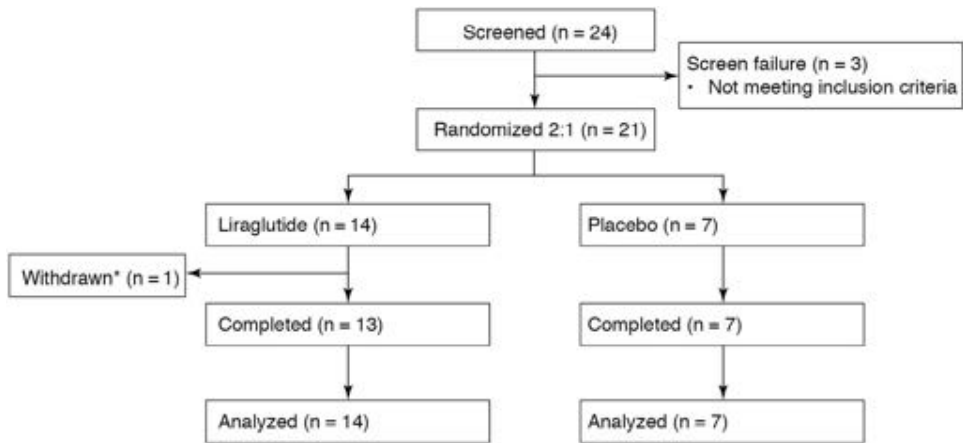 Screened (n = 24)
Screen failure (n = 3)
• Not meeting inclusion criteria
Randomized 2:1 (n = 21)
Liraglutide (n = 14)
Placebo (n = 7)
Withdrawn* (n = 1)
Completed (n = 13)
Completed (n = 7)
Analyzed (n = 14)
Analyzed (n = 7)